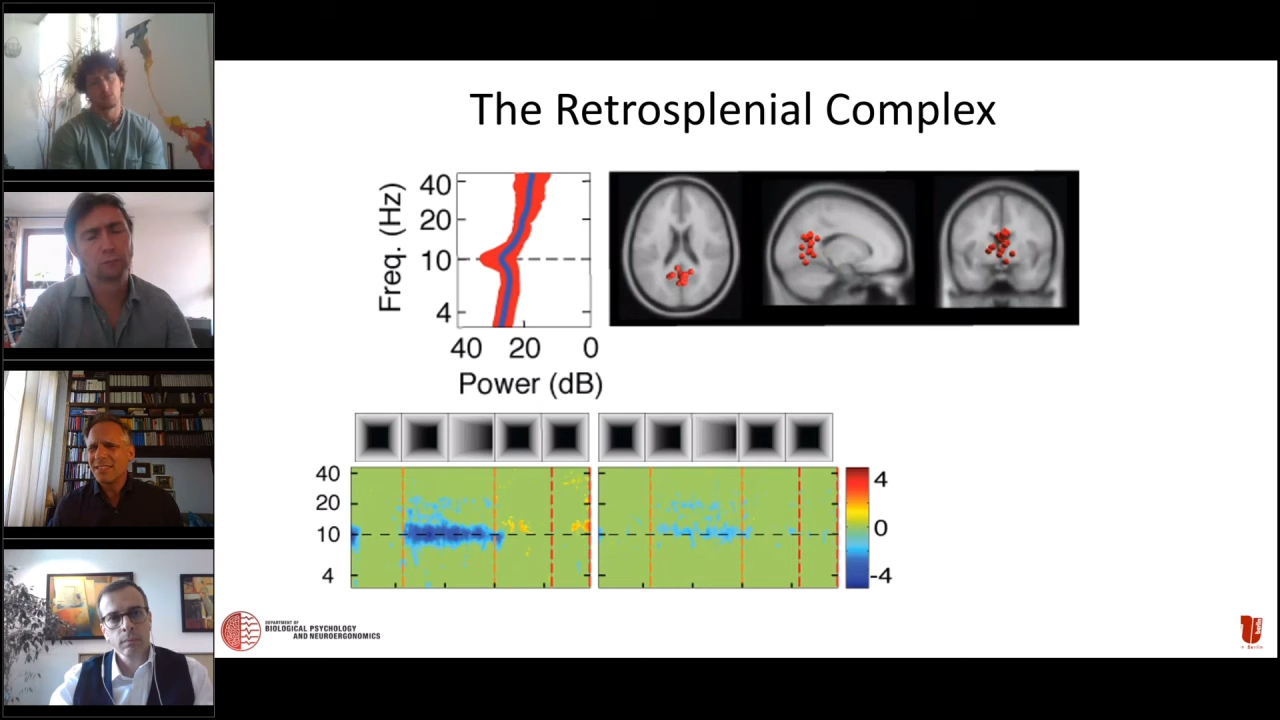 The Retrosplenial Complex
Freq. (Hz)
40
20
10
4
40 20 0
Power (dB)
40
20
10
4
4
0
-4
DEPARTMENT OF
BIOLOGICAL PSYCHOLOGY
AND NEUROERGONOMICS